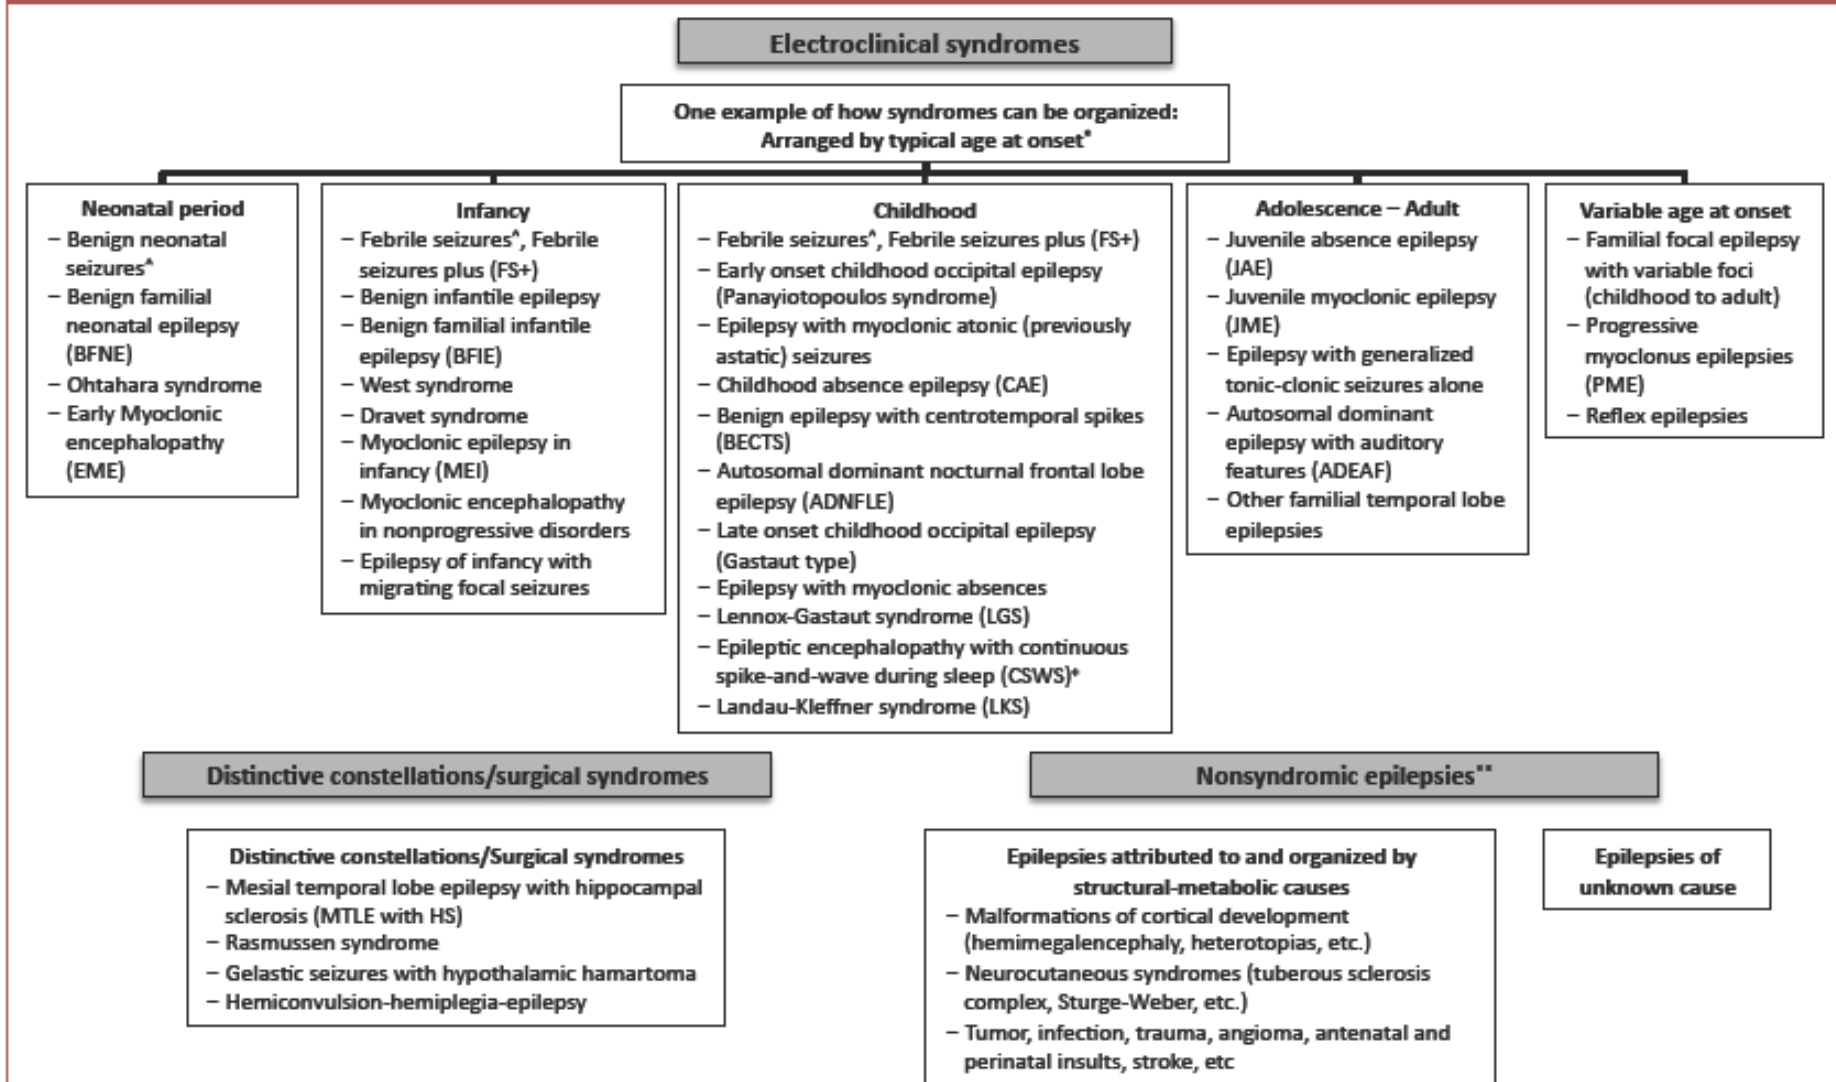 Electroclinical syndromes
One example of how syndromes can be organized:
Arranged by typical age at onset*
Neonatal period
– Benign neonatal
seizures^
– Benign familial
neonatal epilepsy
(BFNE)
– Ohtahara syndrome
– Early Myoclonic
encephalopathy
(EME)
Infancy
– Febrile seizures^, Febrile
seizures plus (FS+)
– Benign infantile epilepsy
– Benign familial infantile
epilepsy (BFIE)
– West syndrome
– Dravet syndrome
– Myoclonic epilepsy in
infancy (MEI)
– Myoclonic encephalopathy
in nonprogressive disorders
– Epilepsy of infancy with
migrating focal seizures
Childhood
– Febrile seizures^, Febrile seizures plus (FS+)
– Early onset childhood occipital epilepsy
(Panayiotopoulos syndrome)
– Epilepsy with myoclonic atonic (previously
astatic) seizures
– Childhood absence epilepsy (CAE)
– Benign epilepsy with centrotemporal spikes
(BECTS)
– Autosomal dominant nocturnal frontal lobe
epilepsy (ADNFLE)
– Late onset childhood occipital epilepsy
(Gastaut type)
– Epilepsy with myoclonic absences
– Lennox-Gastaut syndrome (LGS)
– Epileptic encephalopathy with continuous
spike-and-wave during sleep (CSWS)+
– Landau-Kleffner syndrome (LKS)
Adolescence – Adult
– Juvenile absence epilepsy
(JAE)
– Juvenile myoclonic epilepsy
(JME)
– Epilepsy with generalized
tonic-clonic seizures alone
– Autosomal dominant
epilepsy with auditory
features (ADEAF)
– Other familial temporal lobe
epilepsies
Variable age at onset
– Familial focal epilepsy
with variable foci
(childhood to adult)
– Progressive
myoclonus epilepsies
(PME)
– Reflex epilepsies
Distinctive constellations/surgical syndromes
Distinctive constellations/Surgical syndromes
– Mesial temporal lobe epilepsy with hippocampal
sclerosis (MTLE with HS)
– Rasmussen syndrome
– Gelastic seizures with hypothalamic hamartoma
– Hemiconvulsion-hemiplegia-epilepsy
Nonsyndromic epilepsies**
Epilepsies attributed to and organized by
structural-metabolic causes
– Malformations of cortical development
(hemimegalencephaly, heterotopias, etc.)
– Neurocutaneous syndromes (tuberous sclerosis
complex, Sturge-Weber, etc.)
– Tumor, infection, trauma, angioma, antenatal and
perinatal insults, stroke, etc
Epilepsies of
unknown cause